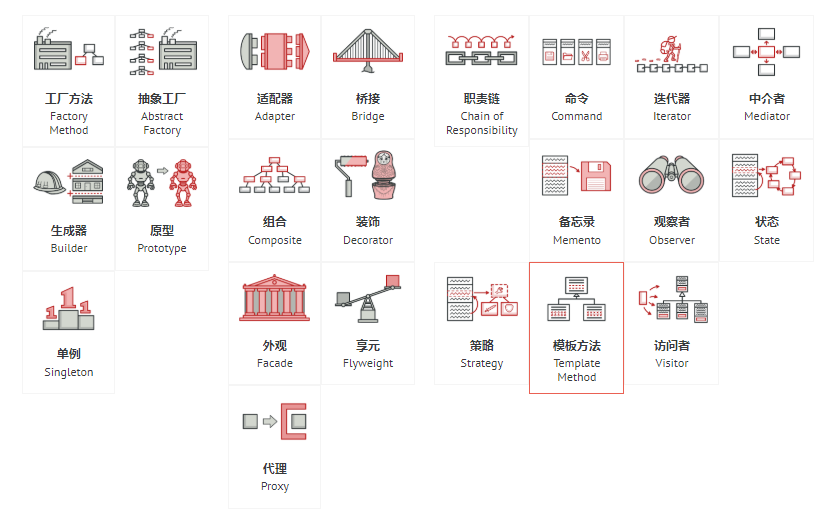 工厂方法
Factory
Method
抽象工厂
Abstract
Factory
生成器
Builder
原型
Prototype
单例
Singleton
适配器
Adapter
桥接
Bridge
组合
Composite
装饰
Decorator
外观
Facade
享元
Flyweight
代理
Proxy
职责链
Chain of
Responsibility
命令
Command
迭代器
Iterator
中介者
Mediator
备忘录
Memento
观察者
Observer
状态
State
策略
Strategy
模板方法
Template
Method
访问者
Visitor
1
1
1